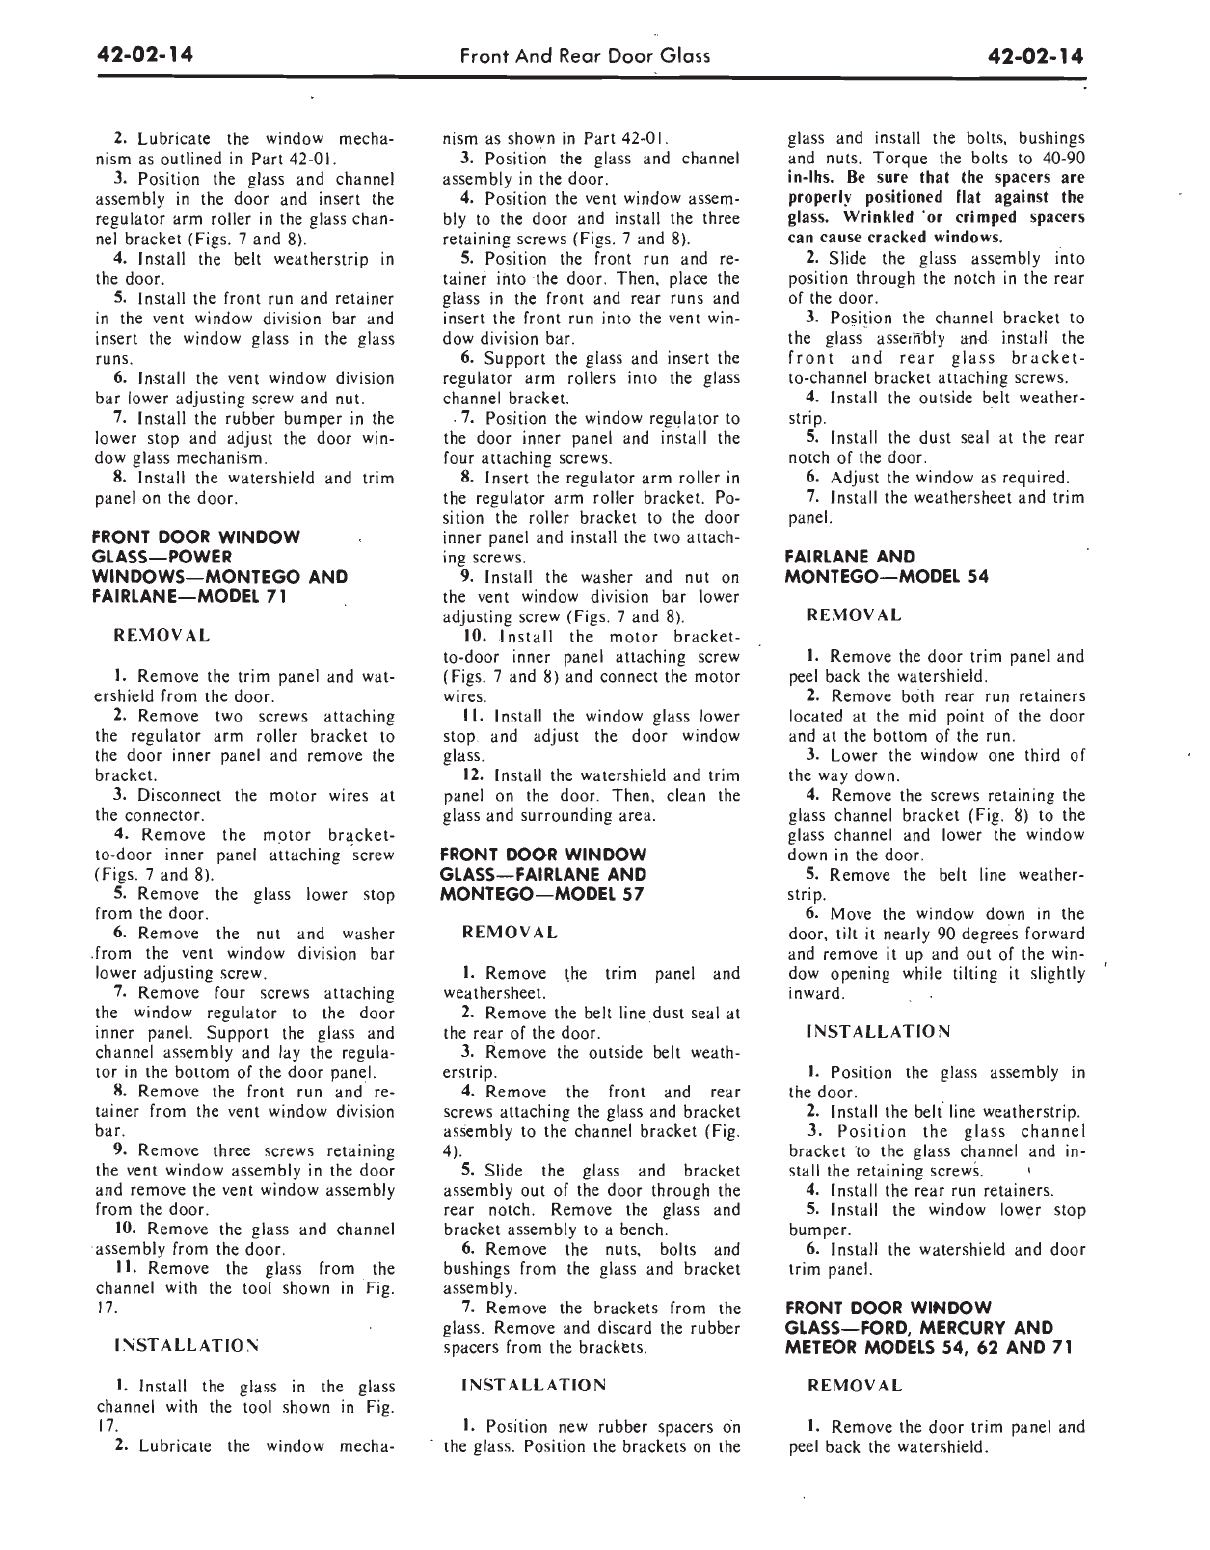 42-02-14 Front And Rear Door Glass 42-02-14
2. Lubricate the window mecha-
nism as outlined in Part 42-01.
3. Position the glass and channel
assembly in the door and insert the
regulator arm roller in the glass chan-
nel bracket (Figs. 7 and 8).
4. Install the belt weatherstrip in
the door.
5. Install the front run and retainer
in the vent window division bar and
insert the window glass in the glass
runs.
6. Install the vent window division
bar lower adjusting screw and nut.
7. Install the rubber bumper in the
lower stop and adjust the door win-
dow glass mechanism.
8. Install the watershield and trim
panel on the door.
FRONT DOOR WINDOW
GLASS—POWER
WINDOWS—MONTEGO AND
FAIRLANE—MODEL 71
REMOVAL
1. Remove the trim panel and wat-
ershield from the door.
2. Remove two screws attaching
the regulator arm roller bracket to
the door inner panel and remove the
bracket.
3. Disconnect the motor wires at
the connector.
4. Remove the motor bracket-
to-door inner panel attaching screw
(Figs. 7 and 8).
5. Remove the glass lower stop
from the door.
6. Remove the nut and washer
from the vent window division bar
lower adjusting screw.
7. Remove four screws attaching
the window regulator to the door
inner panel. Support the glass and
channel assembly and lay the regula-
tor in the bottom of the door panel.
8. Remove the front run and re-
tainer from the vent window division
bar.
9. Remove three screws retaining
the vent window assembly in the door
and remove the vent window assembly
from the door.
10. Remove the glass and channel
assembly from the door.
11. Remove the glass from the
channel with the tool shown in Fig.
17.
INSTALLATION
1. Install the glass in the glass
channel with the tool shown in Fig.
17.
2. Lubricate the window mecha-
nism as shown in Part 42-01.
3. Position the glass and channel
assembly in the door.
4. Position the vent window assem-
bly to the door and install the three
retaining screws (Figs. 7 and 8).
5. Position the front run and re-
tainer into the door. Then, place the
glass in the front and rear runs and
insert the front run into the vent win-
dow division bar.
6. Support the glass and insert the
regulator arm rollers into the glass
channel bracket.
7. Position the window regulator to
the door inner panel and install the
four attaching screws.
8. Insert the regulator arm roller in
the regulator arm roller bracket. Po-
sition the roller bracket to the door
inner panel and install the two attach-
ing screws.
9. Install the washer and nut on
the vent window division bar lower
adjusting screw (Figs. 7 and 8).
10. Install the motor bracket-
to-door inner panel attaching screw
(Figs. 7 and 8) and connect the motor
wires.
11. Install the window glass lower
stop and adjust the door window
glass.
12. Install the watershield and trim
panel on the door. Then, clean the
glass and surrounding area.
FRONT DOOR WINDOW
GLASS—FAIRLANE AND
MONTEGO—MODEL 57
REMOVAL
1. Remove the trim panel and
weathersheet.
2. Remove the belt line dust seal at
the rear of the door.
3. Remove the outside belt weath-
erstrip.
4. Remove the front and rear
screws attaching the glass and bracket
assembly to the channel bracket (Fig.
4).
5. Slide the glass and bracket
assembly out of the door through the
rear notch. Remove the glass and
bracket assembly to a bench.
6. Remove the nuts, bolts and
bushings from the glass and bracket
assembly.
7. Remove the brackets from the
glass. Remove and discard the rubber
spacers from the brackets.
INSTALLATION
1. Position new rubber spacers on
the glass. Position the brackets on the
glass and install the bolts, bushings
and nuts. Torque the bolts to 40-90
in-lbs. Be sure that the spacers are
properly positioned flat against the
glass. Wrinkled or crimped spacers
can cause cracked windows.
2. Slide the glass assembly into
position through the notch in the rear
of the door.
3. Position the channel bracket to
the glass assembly and install the
front and rear glass bracket-
to-channel bracket attaching screws.
4. Install the outside belt weather-
strip.
5. Install the dust seal at the rear
notch of the door.
6. Adjust the window as required.
7. Install the weathersheet and trim
panel.
FAIRLANE AND
MONTEGO—MODEL 54
REMOVAL
1. Remove the door trim panel and
peel back the watershield.
2. Remove both rear run retainers
located at the mid point of the door
and at the bottom of the run.
3. Lower the window one third of
the way down.
4. Remove the screws retaining the
glass channel bracket (Fig. 8) to the
glass channel and lower the window
down in the door.
5. Remove the belt line weather-
strip.
6. Move the window down in the
door, tilt it nearly 90 degrees forward
and remove it up and out of the win-
dow opening while tilting it slightly
inward.
INSTALLATION
1. Position the glass assembly in
the door.
2. Install the belt line weatherstrip.
3. Position the glass channel
bracket to the glass channel and in-
stall the retaining screws.
4. Install the rear run retainers.
5. Install the window lower stop
bumper.
6. Install the watershield and door
trim panel.
FRONT DOOR WINDOW
GLASS—FORD, MERCURY AND
METEOR MODELS 54, 62 AND 71
REMOVAL
1. Remove the door trim panel and
peel back the watershield.